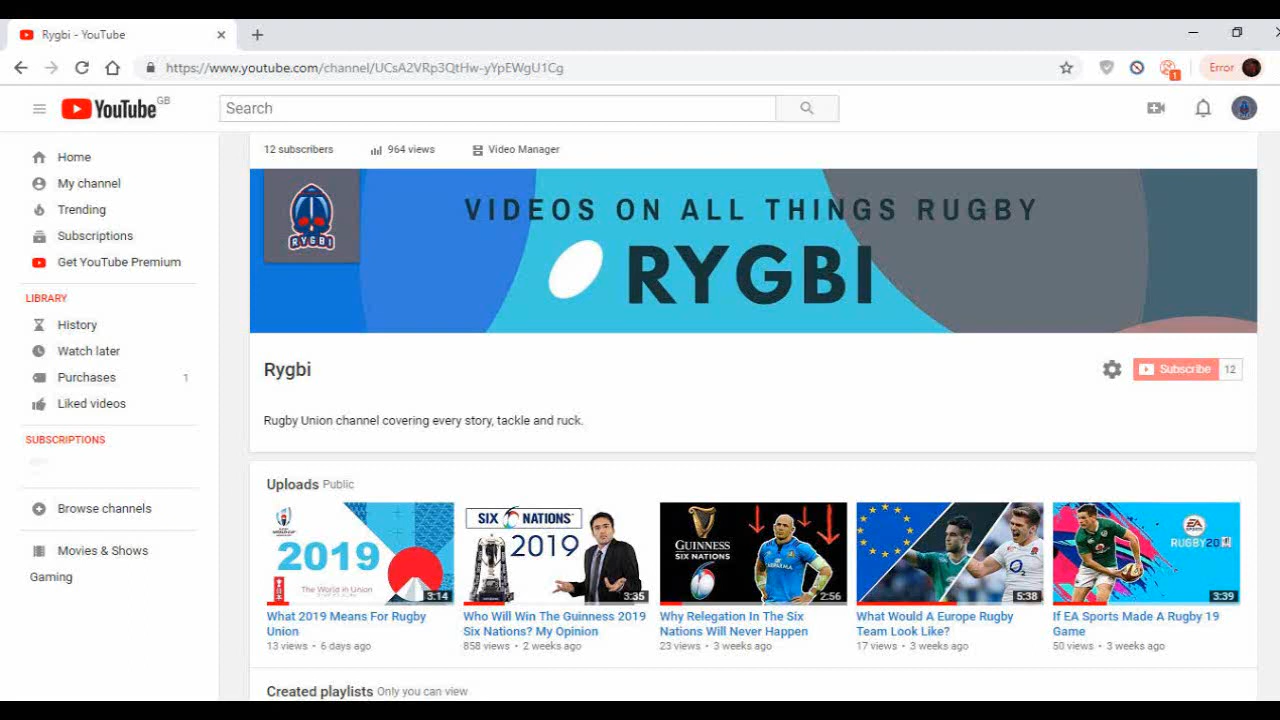 Rygbi - YouTube
https://www.youtube.com/channel/UCsA2VRp3QtHw-yYpEWgU1Cg
1
Error
YouTube GB
Search
Home
My channel
Trending
Subscriptions
Get YouTube Premium
LIBRARY
History
Watch later
Purchases 1
Liked videos
SUBSCRIPTIONS
Browse channels
Movies & Shows
Gaming
12 subscribers 964 views Video Manager
RYGBI
VIDEOS ON ALL THINGS RUGBY
RYGBI
Rygbi
Subscribe 12
Rugby Union channel covering every story, tackle and ruck.
Uploads Public
2019
The World in Union
3:14
What 2019 Means For Rugby
Union
13 views • 6 days ago
SIX NATIONS
2019
3:35
Who Will Win The Guinness 2019
Six Nations? My Opinion
858 views • 2 weeks ago
GUINNESS
SIX NATIONS
2:56
Why Relegation In The Six
Nations Will Never Happen
23 views • 3 weeks ago
O2
5:38
What Would A Europe Rugby
Team Look Like?
17 views • 3 weeks ago
EA
SPORTS
RUGBY20
3:39
If EA Sports Made A Rugby 19
Game
50 views • 3 weeks ago
Created playlists Only you can view